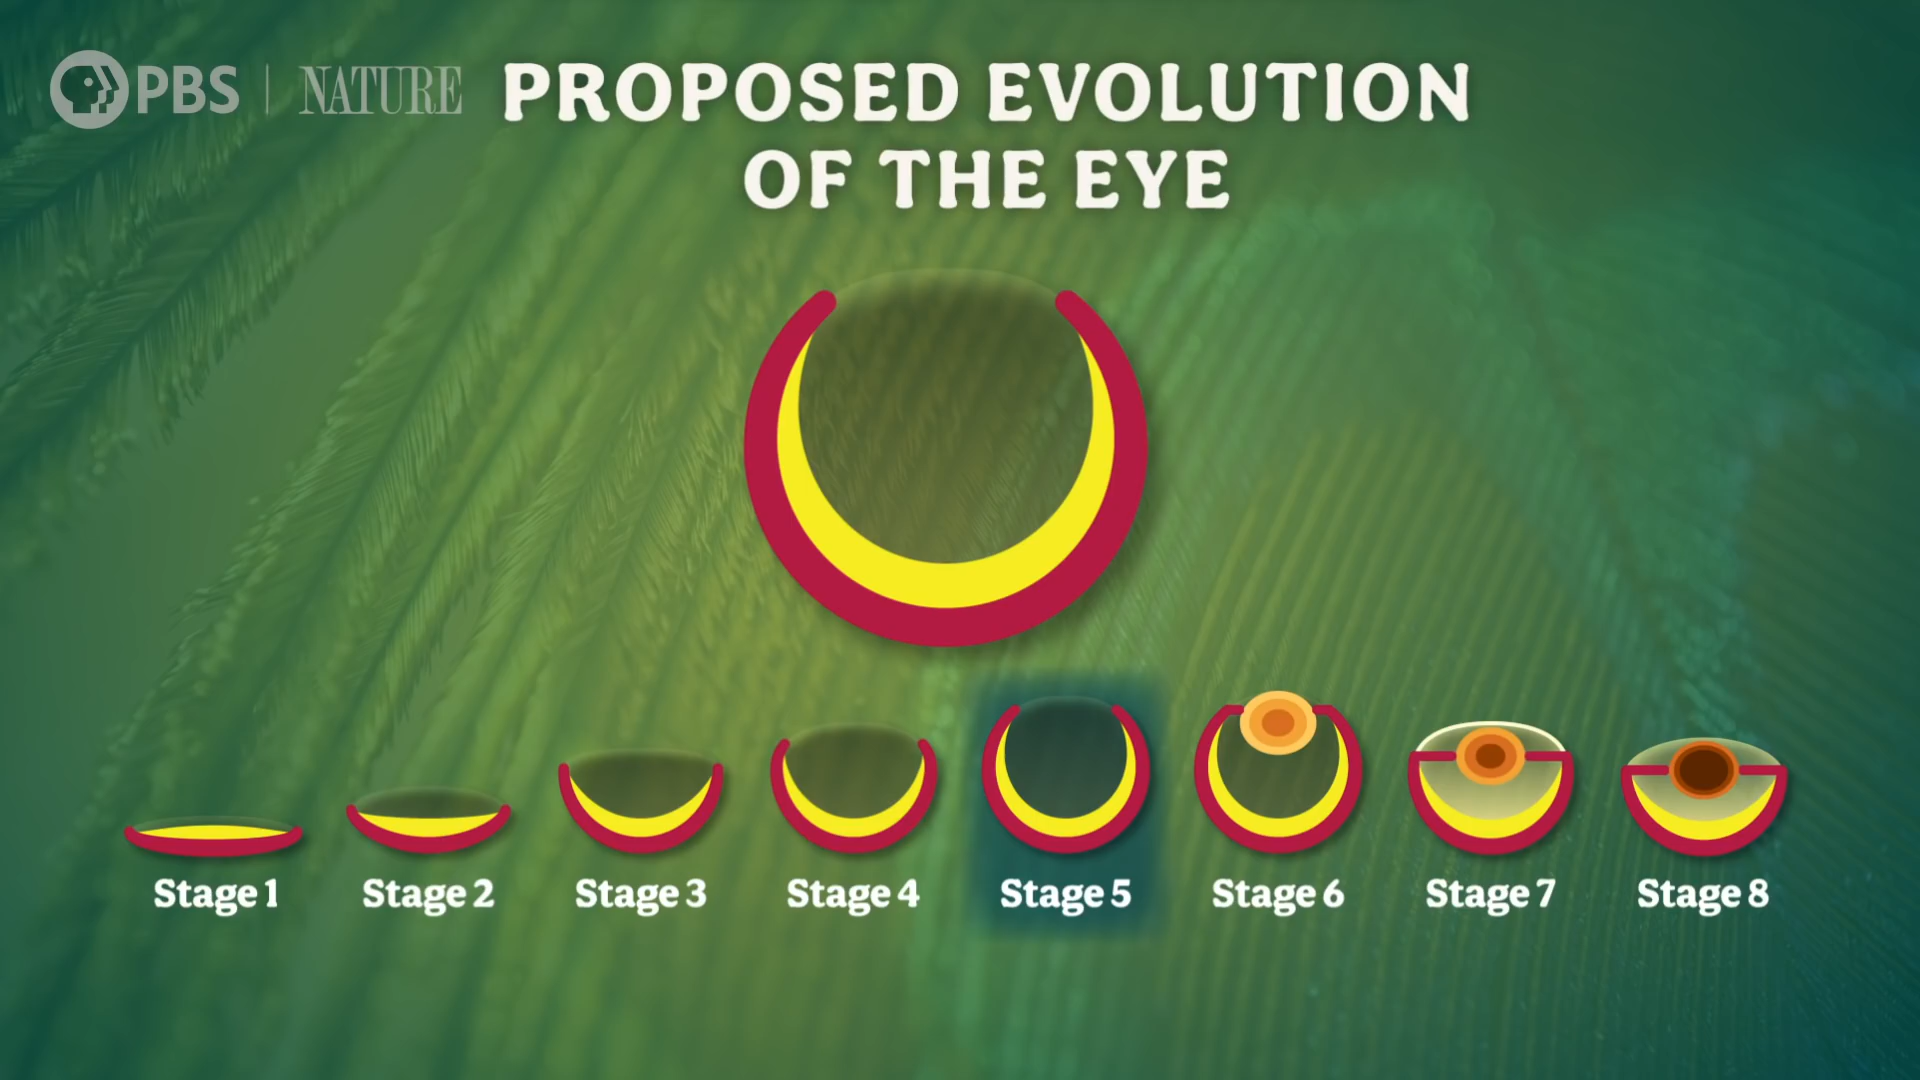 PBS | NATURE
PROPOSED EVOLUTION
OF THE EYE
Stage 1
Stage 2
Stage 3
Stage 4
Stage 5
Stage 6
Stage 7
Stage 8